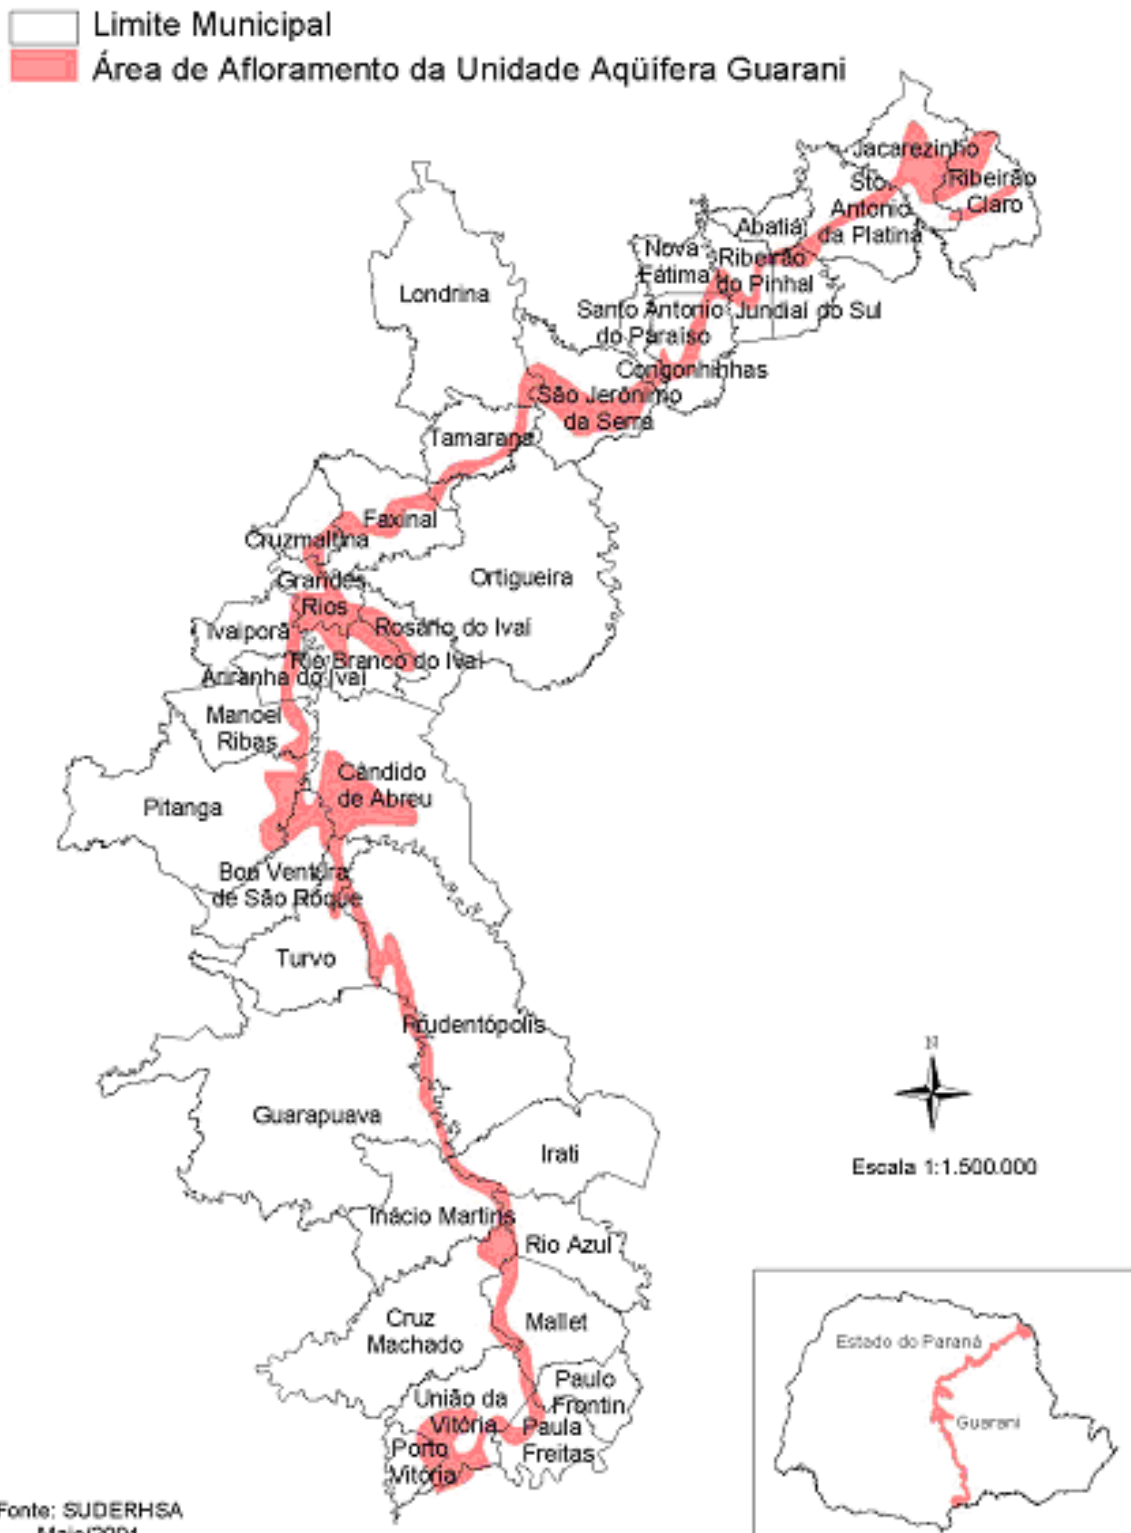 Limite Municipal
Área de Afloramento da Unidade Aqüífera Guarani
Jacarezinho
Ribeirão
Claro
Sto.
Antonio
da Platina
Abatiá
Nova
Fátima
Ribeirão
do Pinhal
Londrina
Santo Antonio
do Paraíso
Jundiaí do Sul
Congonhinhas
São Jerônimo
da Serra
Tamarana
Faxinal
Cruzmaltina
Ortigueira
Grandes
Rios
Ivaiporã
Rosário do Ivaí
Rio Branco do Ivaí
Ariranha do Ivaí
Manoel
Ribas
Cândido
de Abreu
Pitanga
Boa Ventura
de São Roque
Turvo
Prudentópolis
N
Guarapuava
Irati
Escala 1:1.500.000
Inácio Martins
Rio Azul
Cruz
Machado
Mallet
Estado do Paraná
Guarani
Paulo
Frontin
União da
Vitória
Paula
Freitas
Porto
Vitória
Fonte: SUDERHSA
Maio/2001